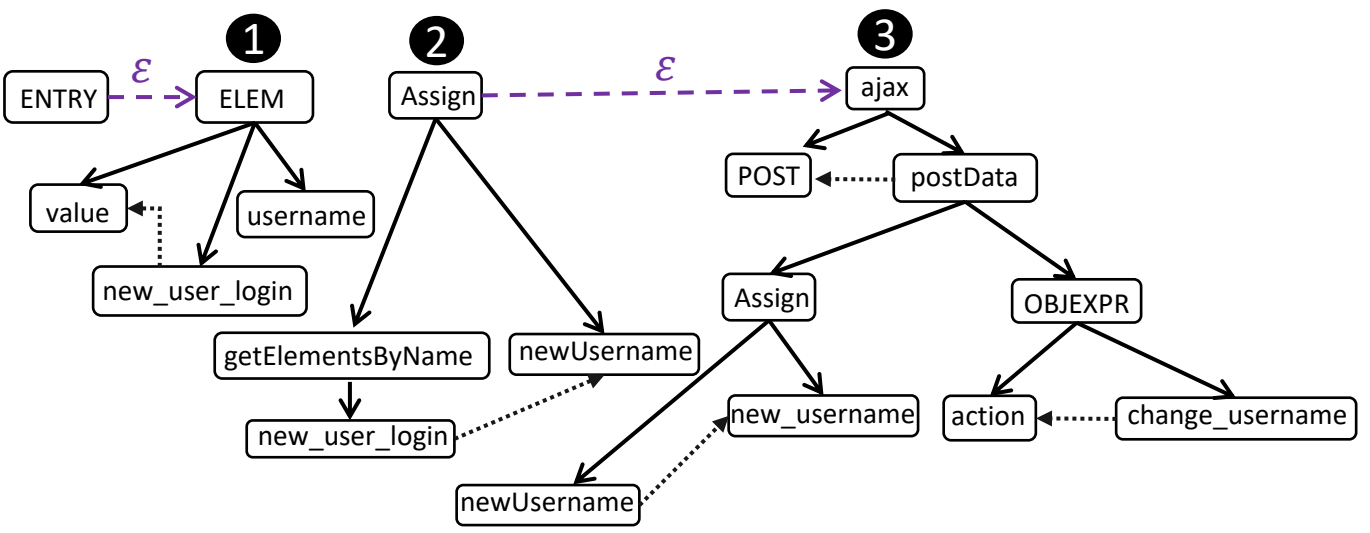 1
2
3
ε
ε
ENTRY
ELEM
Assign
ajax
POST
postData
value
username
new_user_login
Assign
OBJEXPR
getElementsByName
newUsername
new_username
action
change_username
new_user_login
newUsername